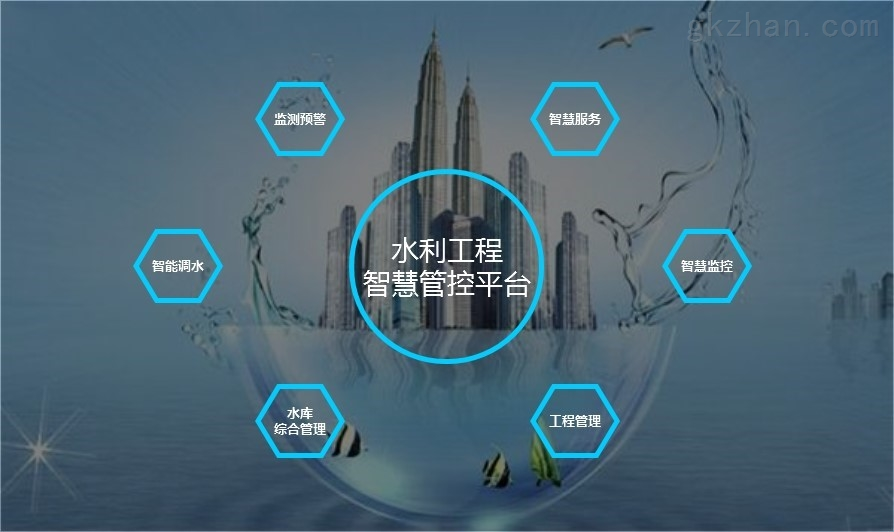 gkzhan.com
监测预警
智慧服务
水利工程
智慧管控平台
智能调水
智慧监控
水库
综合管理
工程管理